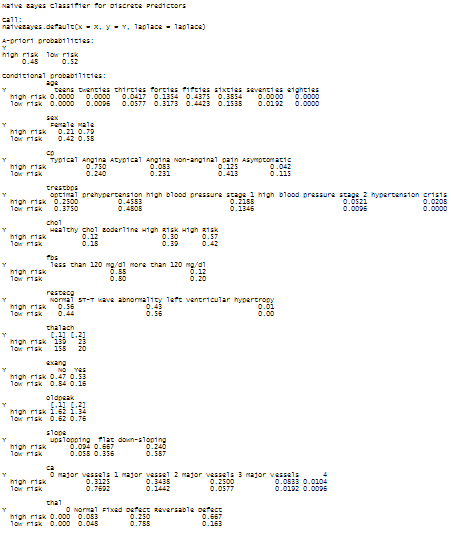 Naive Bayes Classifier for Discrete Predictors
Call:
naiveBayes.default(x = X, y = Y, laplace = laplace)
A-priori probabilities:
Y
high risk low risk
0.48 0.52
Conditional probabilities:
age
Y teens twenties thirties forties fifties sixties seventies eighties
high risk 0.0000 0.0000 0.0417 0.1354 0.4375 0.3854 0.0000 0.0000
low risk 0.0000 0.0096 0.0577 0.3173 0.4423 0.1538 0.0192 0.0000
sex
Y Female Male
high risk 0.21 0.79
low risk 0.42 0.58
cp
Y Typical Angina Atypical Angina Non-anginal pain Asymptomatic
high risk 0.750 0.083 0.125 0.042
low risk 0.240 0.231 0.413 0.115
trestbps
Y optimal prehypertension high blood pressure stage 1 high blood pressure stage 2 hypertension crisis
high risk 0.2500 0.4583 0.2188 0.0521 0.0208
low risk 0.3750 0.4808 0.1346 0.0096 0.0000
chol
Y Healthy Chol Boderline High Risk High Risk
high risk 0.12 0.30 0.57
low risk 0.18 0.39 0.42
fbs
Y less than 120 mg/dl more than 120 mg/dl
high risk 0.88 0.12
low risk 0.80 0.20
restecg
Y Normal ST-T wave abnormality left ventricular hypertropy
high risk 0.56 0.43 0.01
low risk 0.44 0.56 0.00
thalach
Y [,1] [,2]
high risk 139 23
low risk 158 20
exang
Y No Yes
high risk 0.47 0.53
low risk 0.84 0.16
oldpeak
Y [,1] [,2]
high risk 1.62 1.34
low risk 0.62 0.76
slope
Y upslopping flat down-sloping
high risk 0.094 0.667 0.240
low risk 0.058 0.356 0.587
ca
Y 0 major vessels 1 major vessel 2 major vessels 3 major vessels 4
high risk 0.3125 0.3438 0.2500 0.0833 0.0104
low risk 0.7692 0.1442 0.0577 0.0192 0.0096
thal
Y 0 Normal Fixed Defect Reversable Defect
high risk 0.000 0.083 0.250 0.667
low risk 0.000 0.048 0.788 0.163